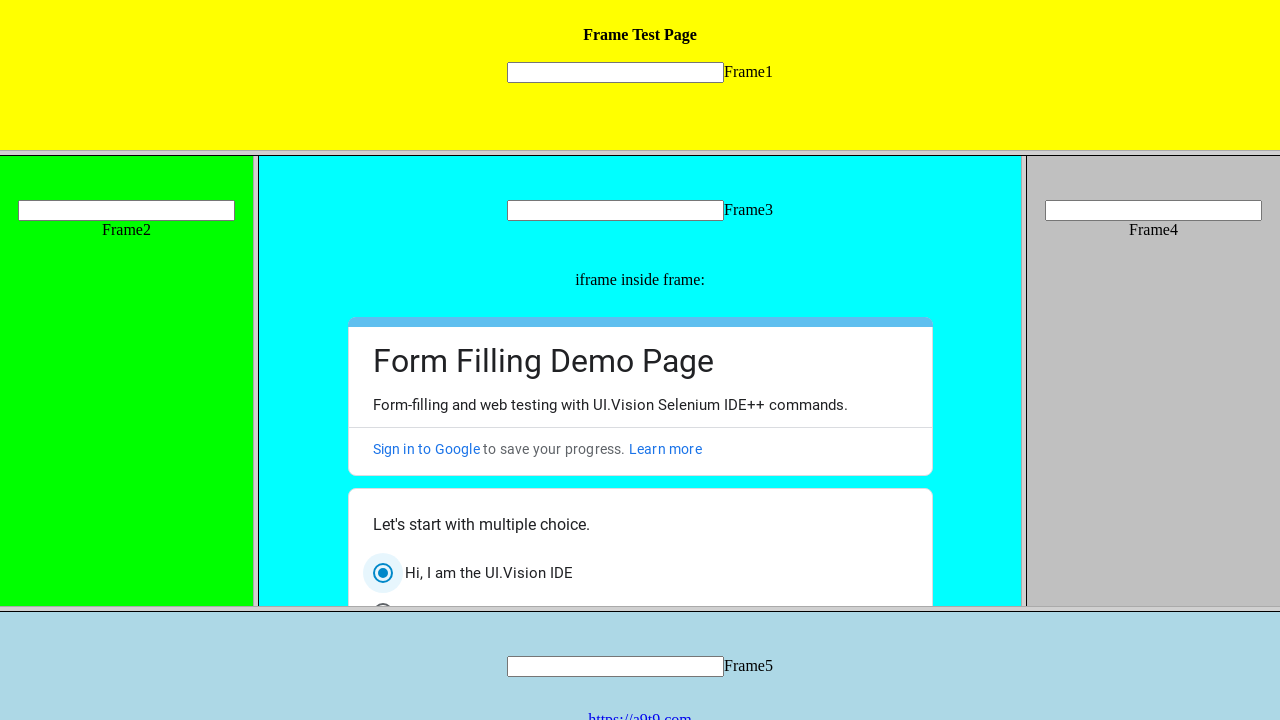 Frame Test Page
Frame1
Frame2
Frame3
Frame4
iframe inside frame:
Form Filling Demo Page
Form-filling and web testing with UI.Vision Selenium IDE++ commands.
Sign in to Google to save your progress. Learn more
Let's start with multiple choice.
Hi, I am the UI.Vision IDE
Frame5
https://a9t9.com